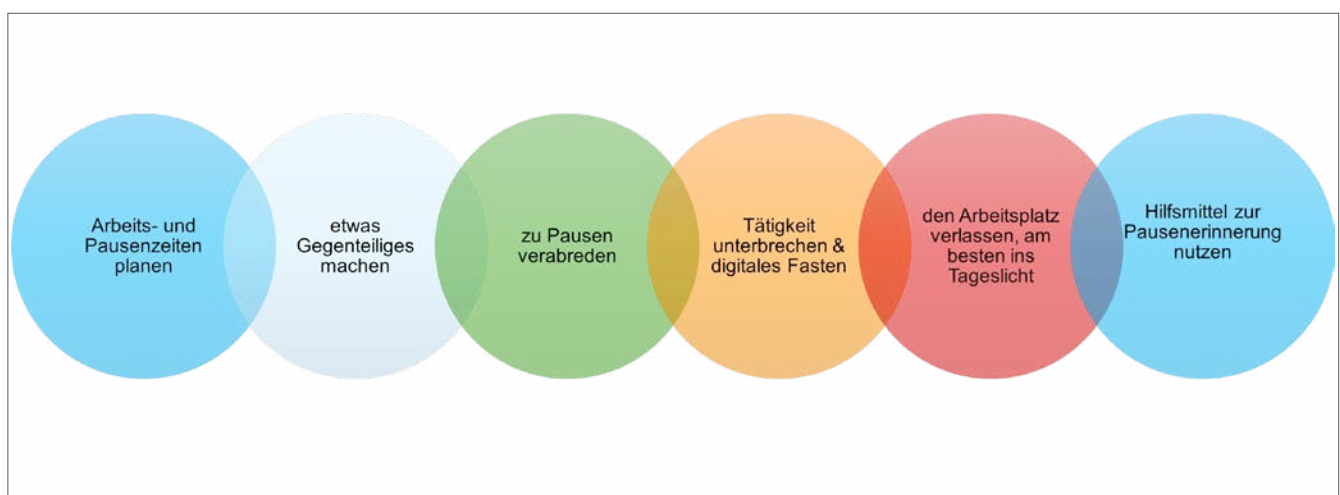 Arbeits- und
Pausenzeiten
planen
etwas
Gegenteiliges
machen
zu Pausen
verabreden
Tätigkeit
unterbrechen &
digitales Fasten
den Arbeitsplatz
verlassen, am
besten ins
Tageslicht
Hilfsmittel zur
Pausenerinnerung
nutzen